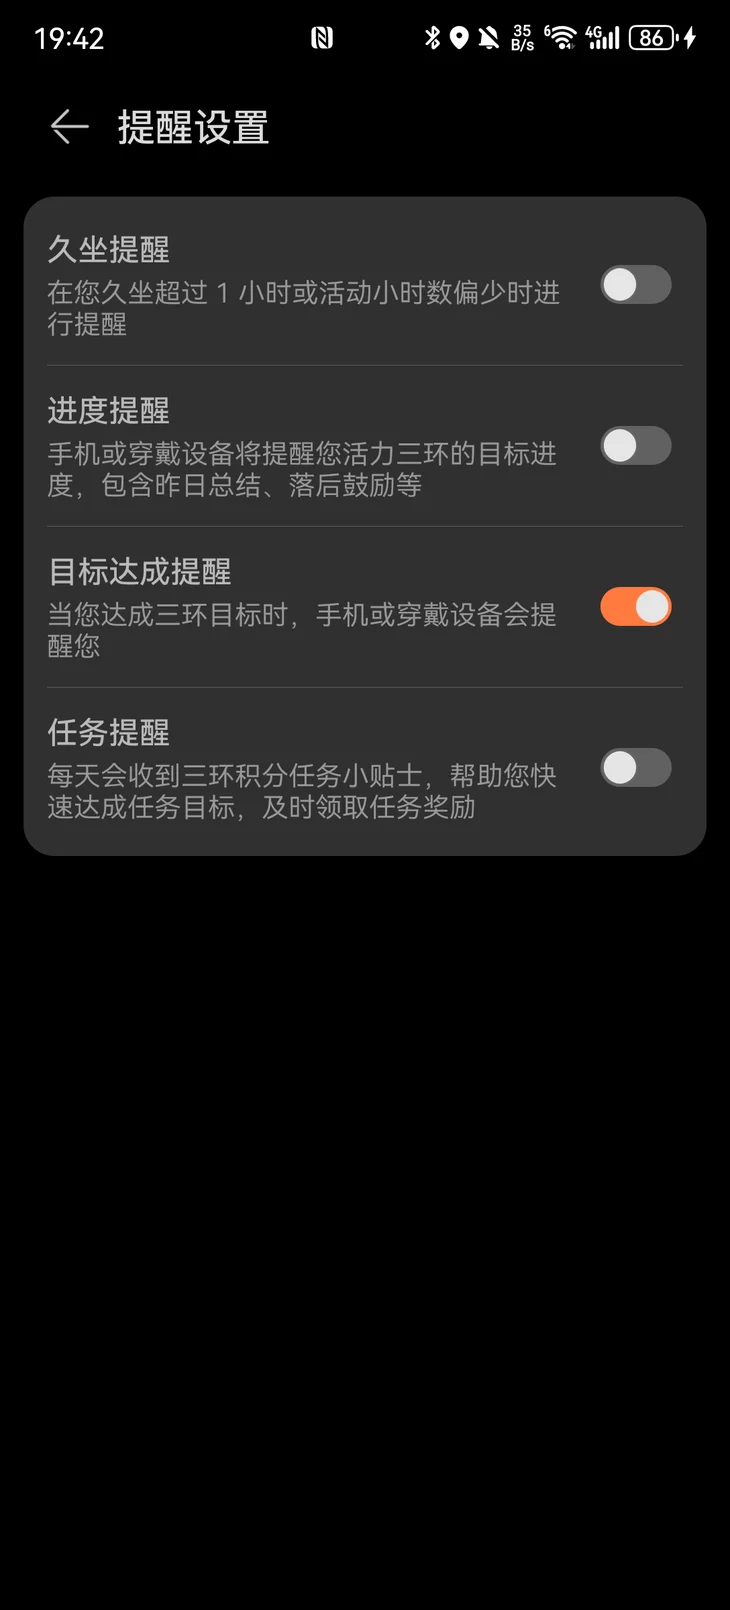 19:42
35 B/s
6
4G
86
提醒设置
久坐提醒
在您久坐超过 1 小时或活动小时数偏少时进
行提醒
进度提醒
手机或穿戴设备将提醒您活力三环的目标进
度，包含昨日总结、落后鼓励等
目标达成提醒
当您达成三环目标时，手机或穿戴设备会提
醒您
任务提醒
每天会收到三环积分任务小贴士，帮助您快
速达成任务目标，及时领取任务奖励